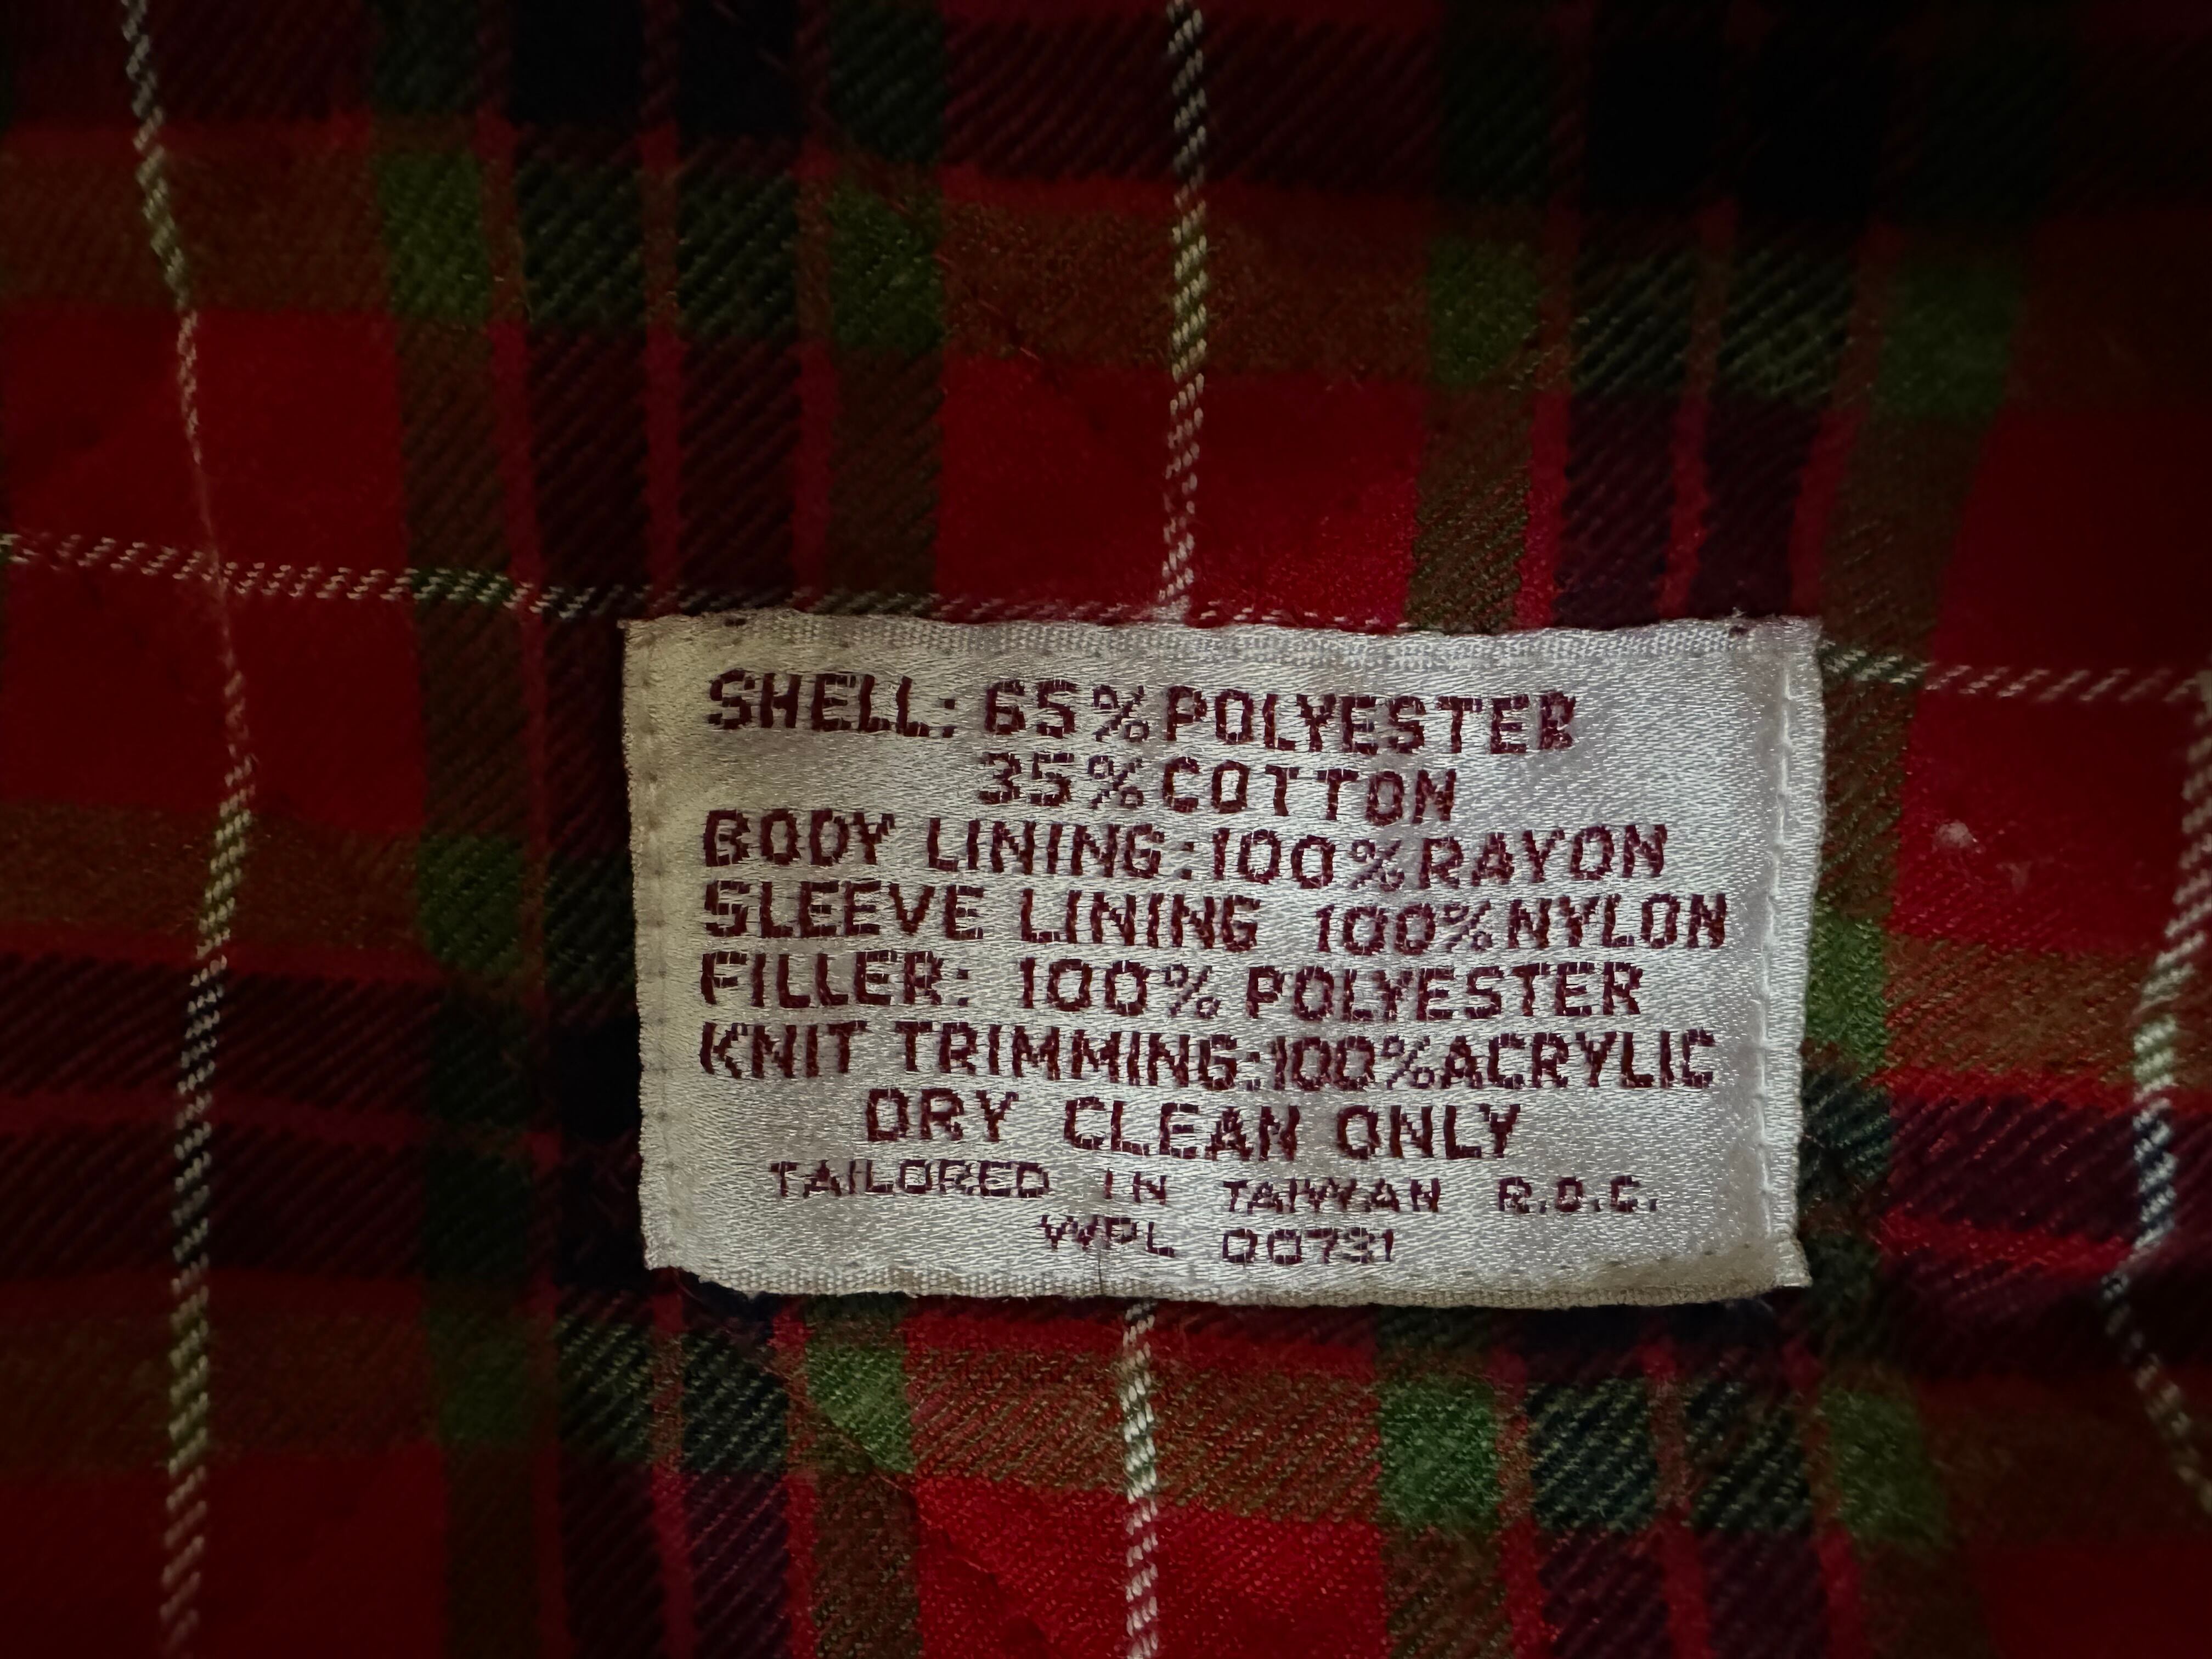 SHELL: 65% POLYESTER
35% COTTON
BODY LINING: 100% RAYON
SLEEVE LINING 100% NYLON
FILLER: 100% POLYESTER
KNIT TRIMMING: 100% ACRYLIC
DRY CLEAN ONLY
TAILORED IN TAIWAN R.O.C.
WPL 00731